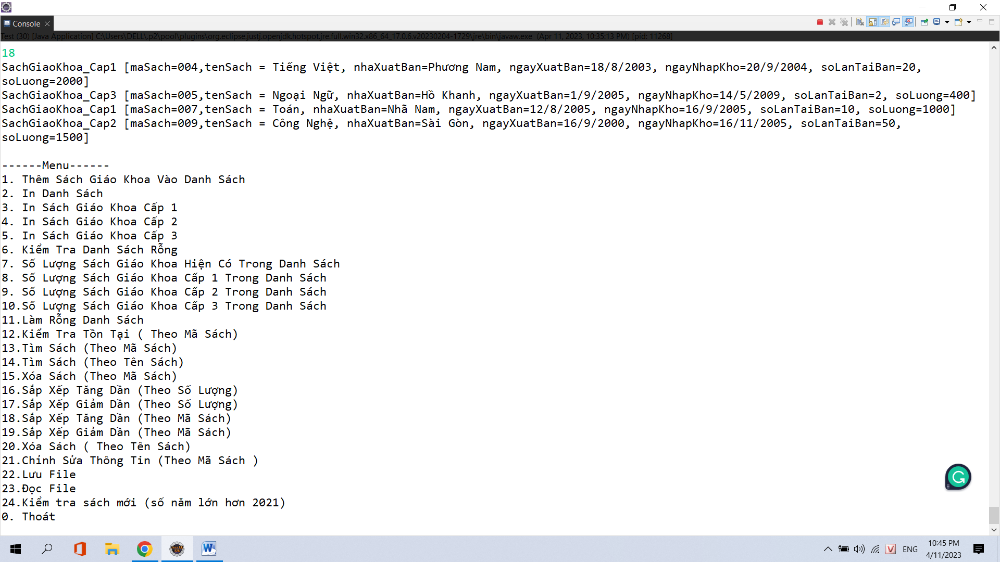 Console
Test (30) [Java Application] C:\Users\DELL\.p2\pool\plugins\org.eclipse.justj.openjdk.hotspot.jre.full.win32.x86_64_17.0.6.v20230204-1729\jre\bin\javaw.exe (Apr 11, 2023, 10:35:13 PM) [pid: 11268]
18
SachGiaoKhoa_Cap1 [maSach=004,tenSach = Tiếng Việt, nhaXuatBan=Phương Nam, ngayXuatBan=18/8/2003, ngayNhapKho=20/9/2004, soLanTaiBan=20,
soLuong=2000]
SachGiaoKhoa_Cap3 [maSach=005,tenSach = Ngoại Ngữ, nhaXuatBan=Hồ Khanh, ngayXuatBan=1/9/2005, ngayNhapKho=14/5/2009, soLanTaiBan=2, soLuong=400]
SachGiaoKhoa_Cap1 [maSach=007,tenSach = Toán, nhaXuatBan=Nhã Nam, ngayXuatBan=12/8/2005, ngayNhapKho=16/9/2005, soLanTaiBan=10, soLuong=1000]
SachGiaoKhoa_Cap2 [maSach=009,tenSach = Công Nghệ, nhaXuatBan=Sài Gòn, ngayXuatBan=16/9/2000, ngayNhapKho=16/11/2005, soLanTaiBan=50,
soLuong=1500]
------Menu------
1. Thêm Sách Giáo Khoa Vào Danh Sách
2. In Danh Sách
3. In Sách Giáo Khoa Cấp 1
4. In Sách Giáo Khoa Cấp 2
5. In Sách Giáo Khoa Cấp 3
6. Kiểm Tra Danh Sách Rỗng
7. Số Lượng Sách Giáo Khoa Hiện Có Trong Danh Sách
8. Số Lượng Sách Giáo Khoa Cấp 1 Trong Danh Sách
9. Số Lượng Sách Giáo Khoa Cấp 2 Trong Danh Sách
10.Số Lượng Sách Giáo Khoa Cấp 3 Trong Danh Sách
11.Làm Rỗng Danh Sách
12.Kiểm Tra Tồn Tại ( Theo Mã Sách)
13.Tìm Sách (Theo Mã Sách)
14.Tìm Sách (Theo Tên Sách)
15.Xóa Sách (Theo Mã Sách)
16.Sắp Xếp Tăng Dần (Theo Số Lượng)
17.Sắp Xếp Giảm Dần (Theo Số Lượng)
18.Sắp Xếp Tăng Dần (Theo Mã Sách)
19.Sắp Xếp Giảm Dần (Theo Mã Sách)
20.Xóa Sách ( Theo Tên Sách)
21.Chỉnh Sửa Thông Tin (Theo Mã Sách )
22.Lưu File
23.Đọc File
24.Kiểm tra sách mới (số năm lớn hơn 2021)
0. Thoát
ENG
10:45 PM
4/11/2023